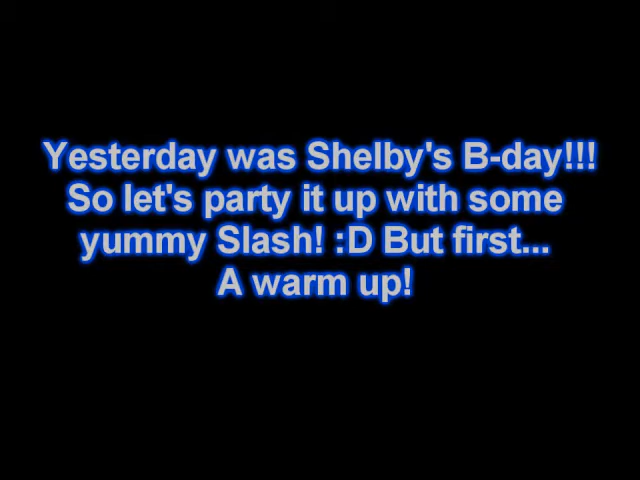 Yesterday was Shelby's B-day!!!
So let's party it up with some
yummy Slash! :D But first...
A warm up!